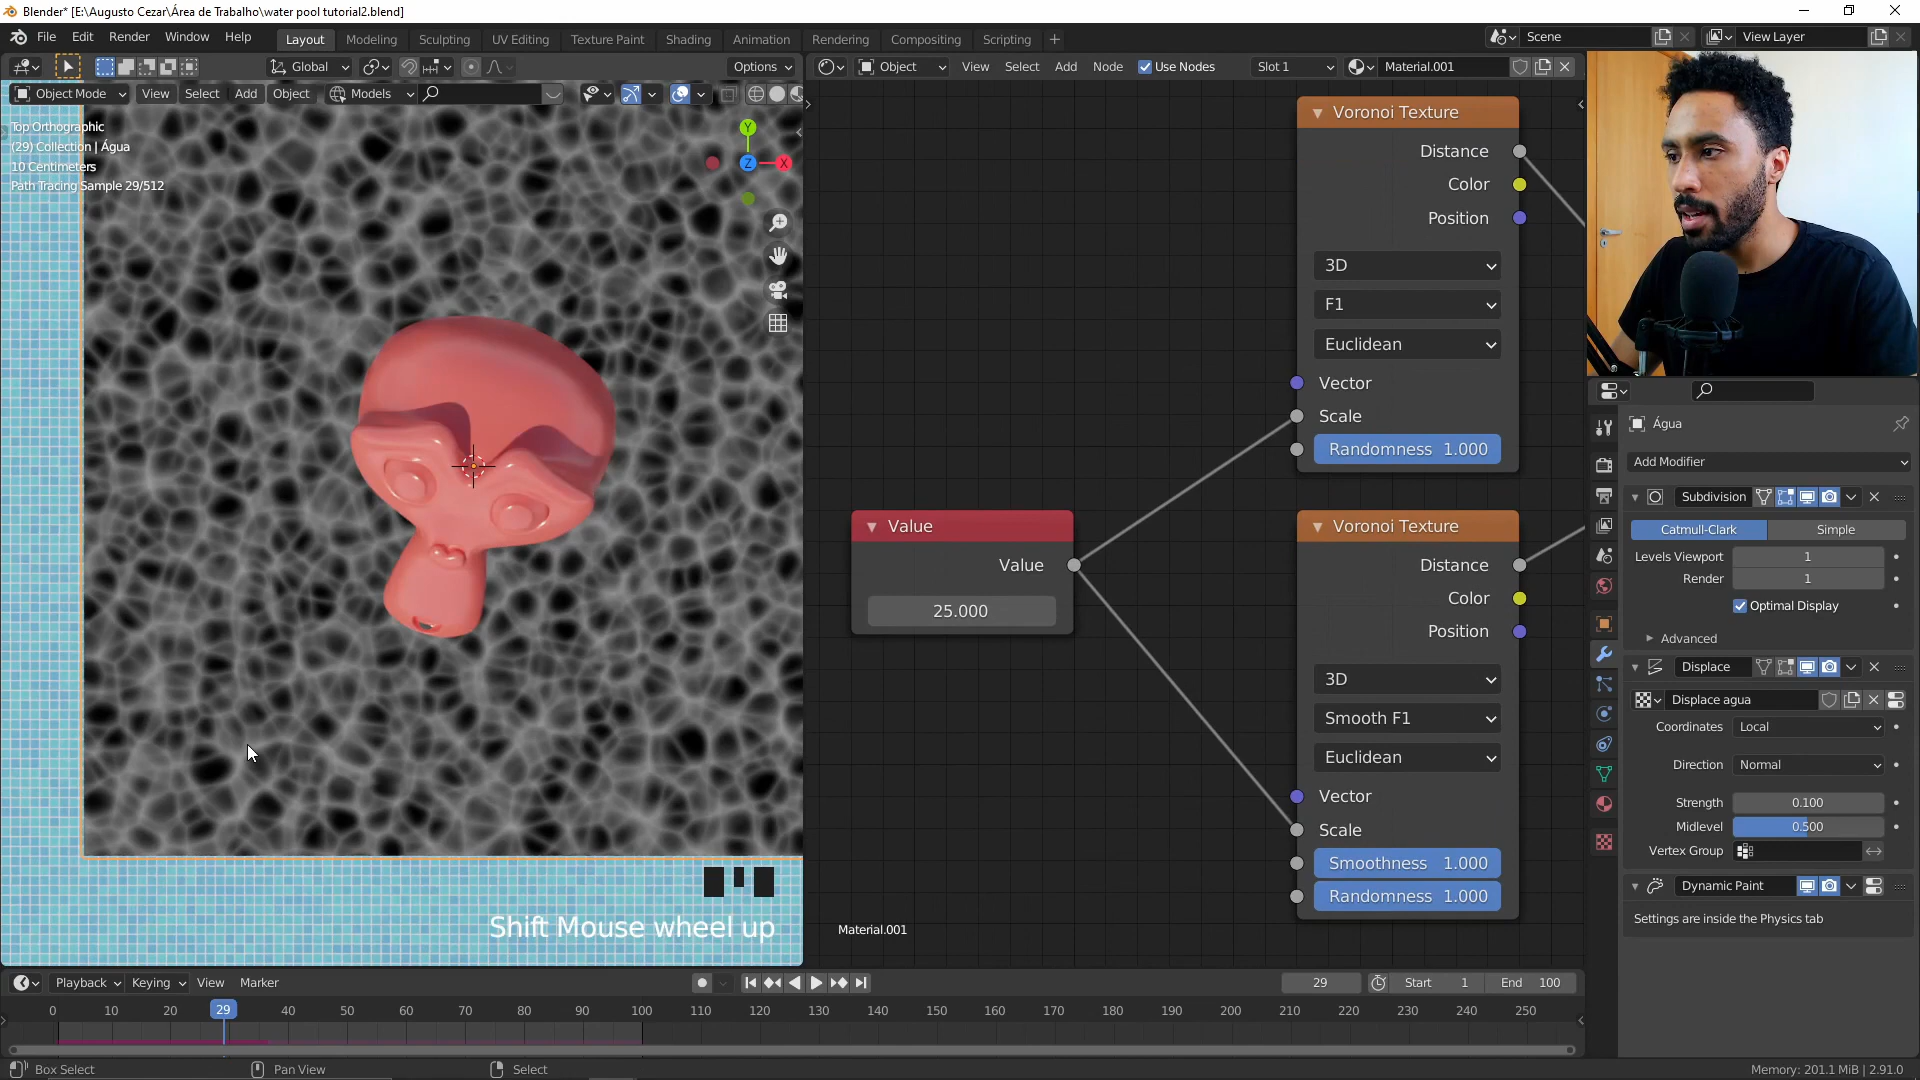 Blender* [E:\Augusto Cezar\Área de Trabalho\water pool tutorial2.blend]
File Edit Render Window Help Layout Modeling Sculpting UV Editing Texture Paint Shading Animation Rendering Compositing Scripting + Scene View Layer
Global Options Object View Select Add Node Use Nodes Slot 1 Material.001
Object Mode View Select Add Object Models
Top Orthographic
(29) Collection | Água
10 Centimeters
Path Tracing Sample 29/512
Y
Z
X
Voronoi Texture
Distance
Color
Position
3D
F1
Euclidean
Vector
Scale
Randomness 1.000
Value
Value
25.000
Voronoi Texture
Distance
Color
Position
3D
Smooth F1
Euclidean
Vector
Scale
Smoothness 1.000
Randomness 1.000
Material.001
Shift Mouse wheel up
Água
Add Modifier
Subdivision
Catmull-Clark Simple
Levels Viewport 1
Render 1
Optimal Display
Advanced
Displace
Displace agua
Coordinates Local
Direction Normal
Strength 0.100
Midlevel 0.500
Vertex Group
Dynamic Paint
Settings are inside the Physics tab
Playback Keying View Marker 29 Start 1 End 100
0 10 20 29 40 50 60 70 80 90 100 110 120 130 140 150 160 170 180 190 200 210 220 230 240 250
Box Select Pan View Select Memory: 201.1 MiB | 2.91.0